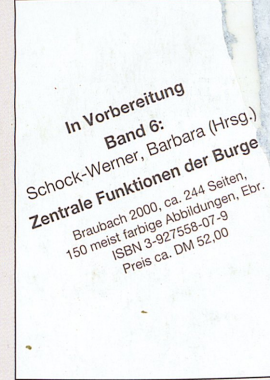 In Vorbereitung
Band 6:
Schock-Werner, Barbara (Hrsg.)
Zentrale Funktionen der Burge
Braubach 2000, ca. 244 Seiten,
150 meist farbige Abbildungen, Ebr.
ISBN 3-927558-07-9
Preis ca. DM 52,00